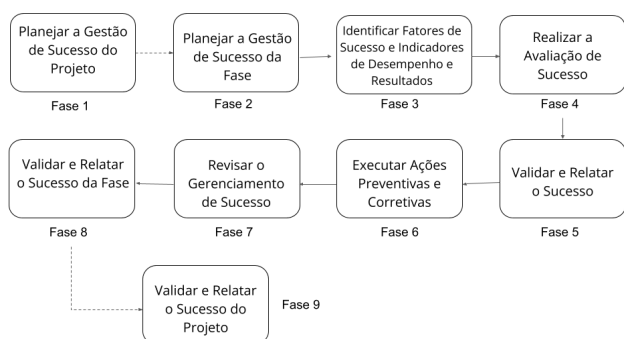 Planejar a Gestão
de Sucesso do
Projeto
Fase 1
Planejar a Gestão
de Sucesso da
Fase
Fase 2
Identificar Fatores de
Sucesso e Indicadores
de Desempenho e
Resultados
Fase 3
Realizar a
Avaliação de
Sucesso
Fase 4
Validar e Relatar
o Sucesso
Fase 5
Executar Ações
Preventivas e
Corretivas
Fase 6
Revisar o
Gerenciamento
de Sucesso
Fase 7
Validar e Relatar
o Sucesso da Fase
Fase 8
Validar e Relatar
o Sucesso do
Projeto
Fase 9